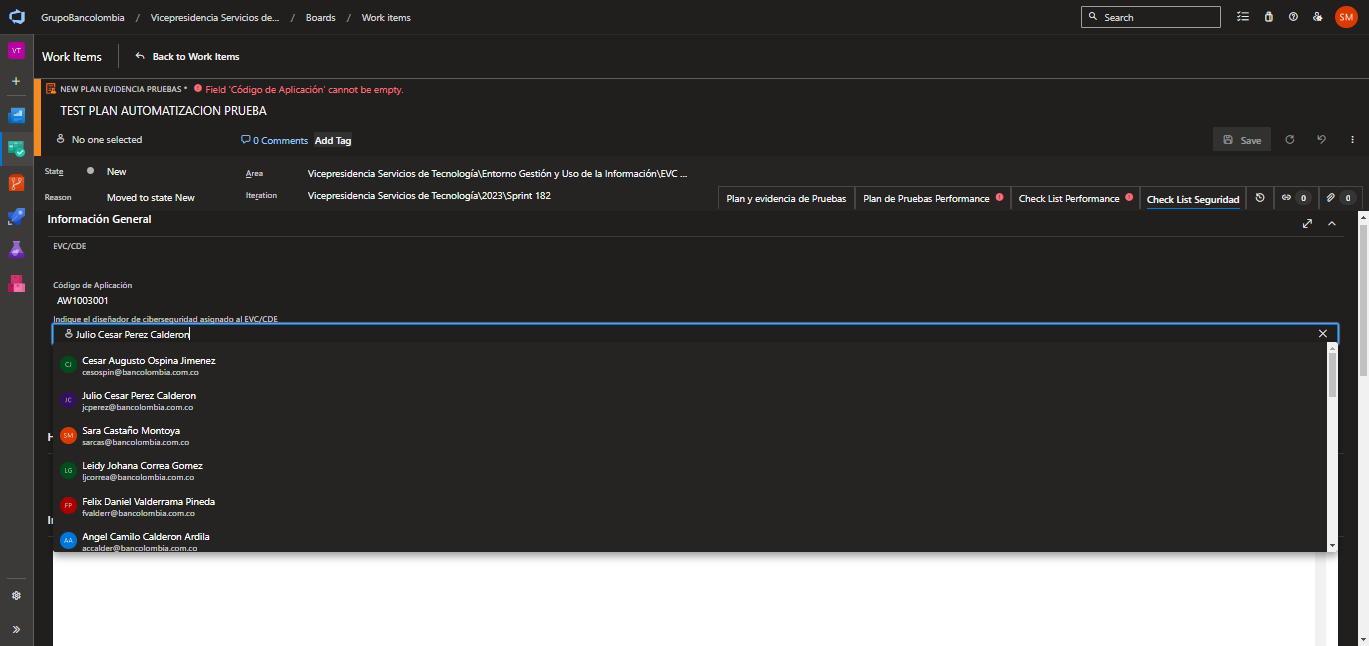 GrupoBancolombia / Vicepresidencia Servicios de... / Boards / Work items
Search
SM
VT
Work Items
Back to Work Items
NEW PLAN EVIDENCIA PRUEBAS * Field 'Código de Aplicación' cannot be empty.
TEST PLAN AUTOMATIZACION PRUEBA
No one selected
0 Comments
Add Tag
Save
State
New
Area
Vicepresidencia Servicios de Tecnología\Entorno Gestión y Uso de la Información\EVC ...
Reason
Moved to state New
Iteration
Vicepresidencia Servicios de Tecnología\2023\Sprint 182
Plan y evidencia de Pruebas
Plan de Pruebas Performance
Check List Performance
Check List Seguridad
0
0
Información General
EVC/CDE
Código de Aplicación
AW1003001
Indique el diseñador de ciberseguridad asignado al EVC/CDE
Julio Cesar Perez Calderon
CJ
Cesar Augusto Ospina Jimenez
cesospin@bancolombia.com.co
JC
Julio Cesar Perez Calderon
jcperez@bancolombia.com.co
SM
Sara Castaño Montoya
sarcas@bancolombia.com.co
LG
Leidy Johana Correa Gomez
ljcorrea@bancolombia.com.co
FP
Felix Daniel Valderrama Pineda
fvalderr@bancolombia.com.co
AA
Angel Camilo Calderon Ardila
accalder@bancolombia.com.co